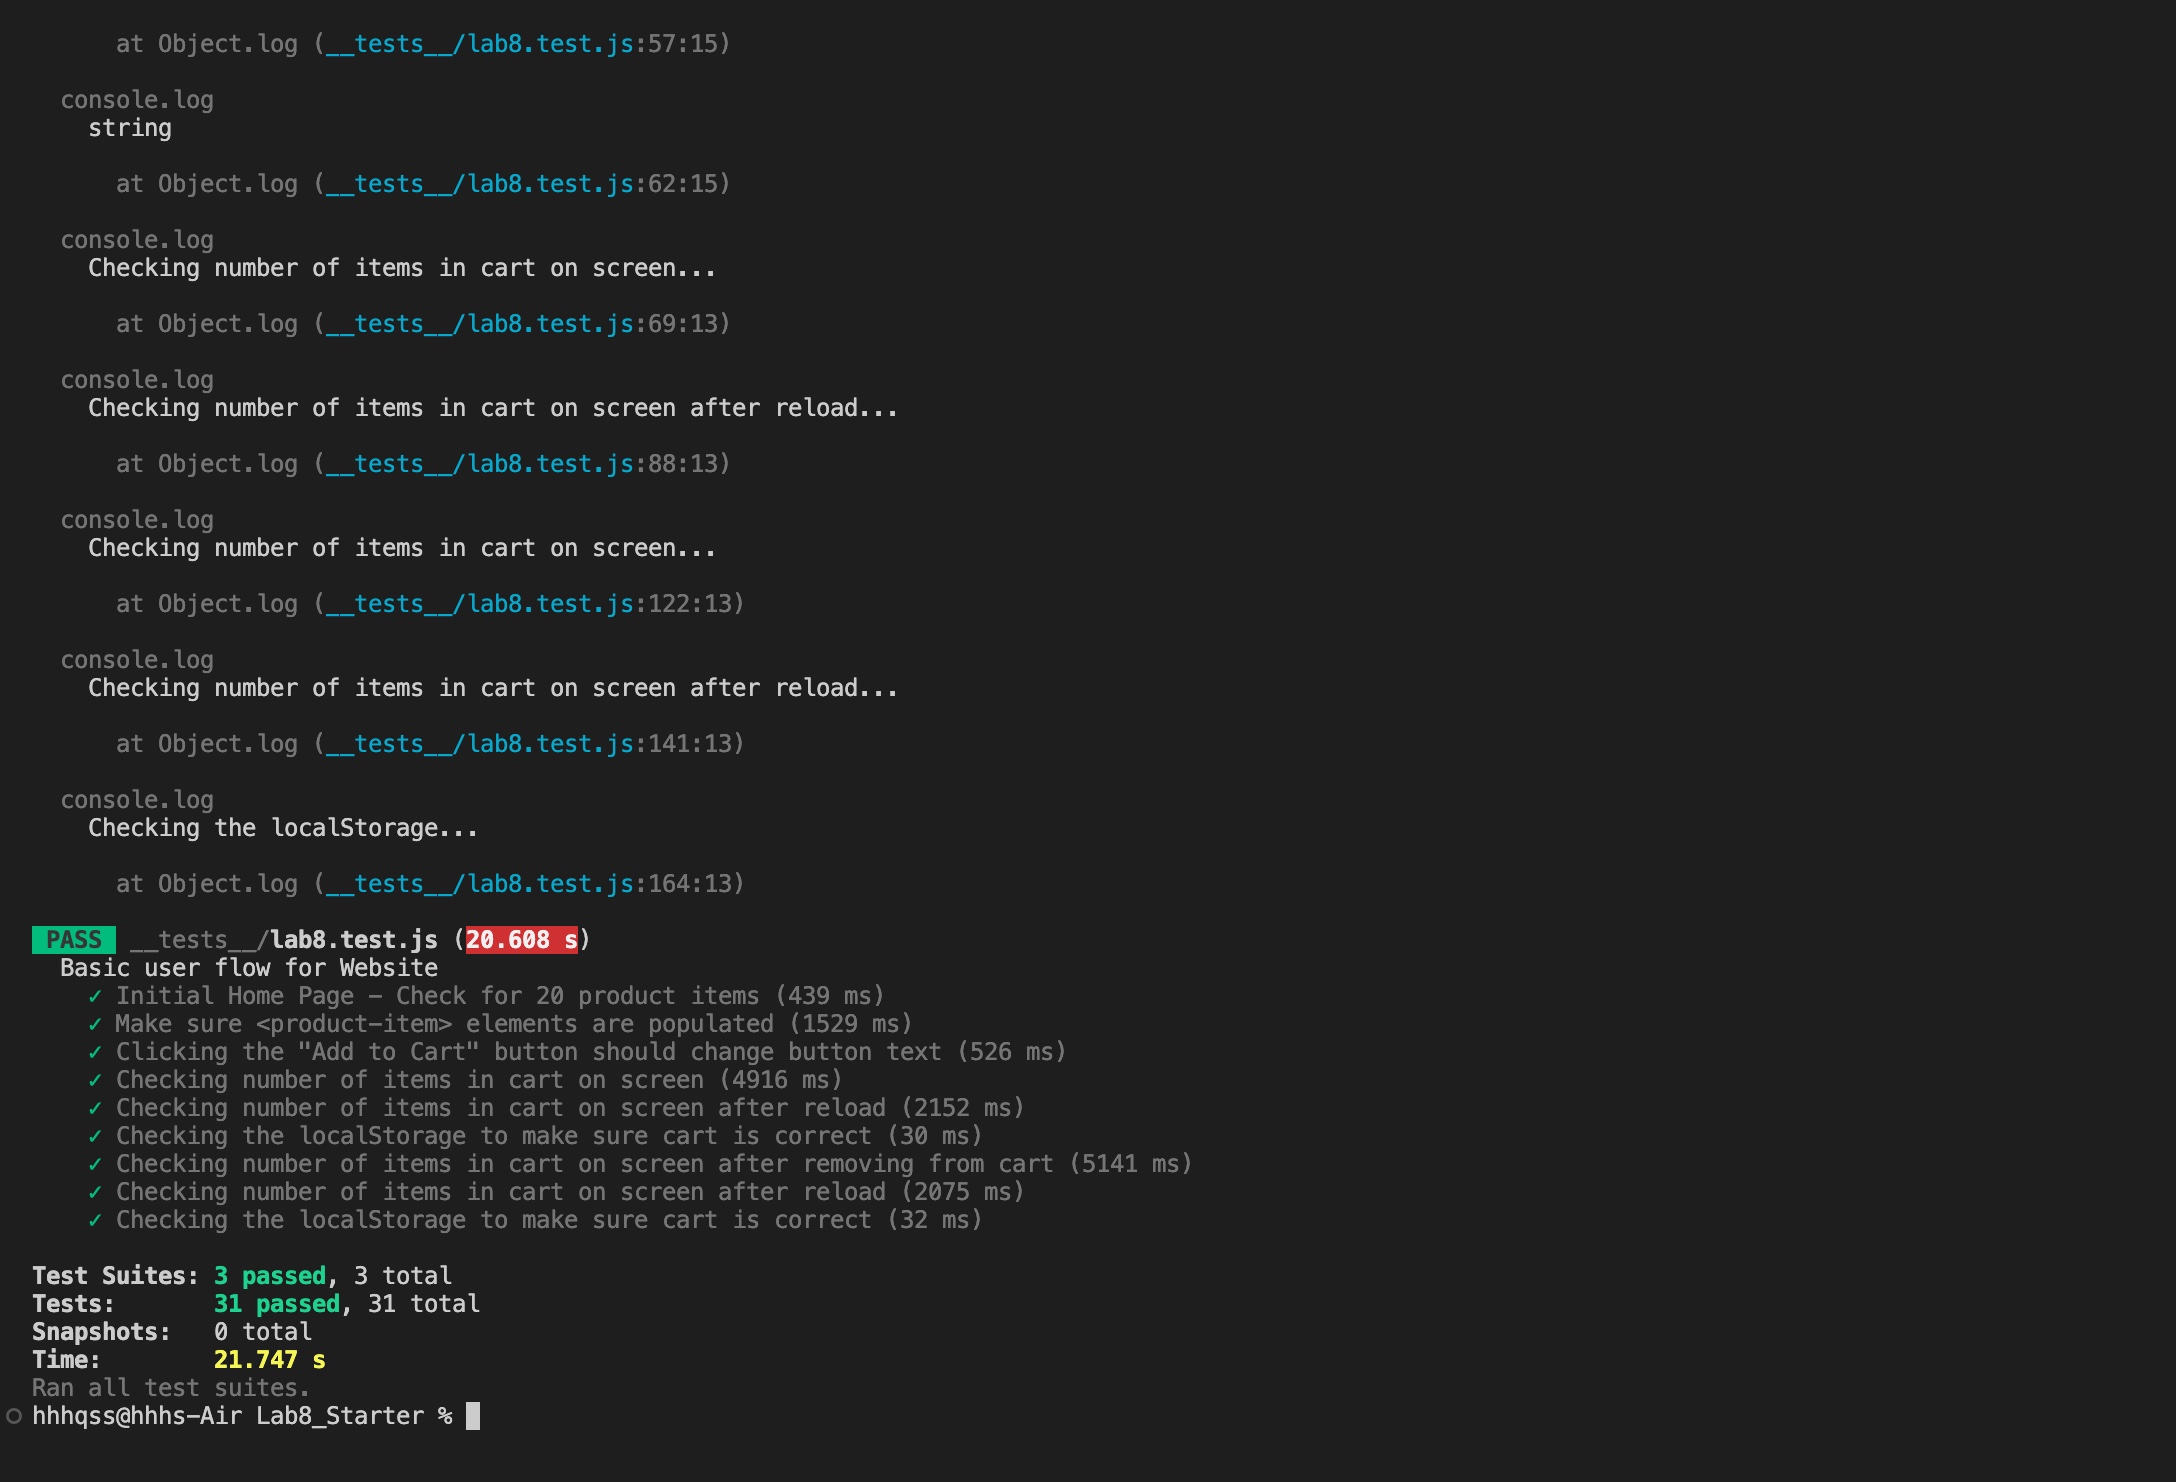 at Object.log (__tests__/lab8.test.js:57:15)
console.log
string
at Object.log (__tests__/lab8.test.js:62:15)
console.log
Checking number of items in cart on screen...
at Object.log (__tests__/lab8.test.js:69:13)
console.log
Checking number of items in cart on screen after reload...
at Object.log (__tests__/lab8.test.js:88:13)
console.log
Checking number of items in cart on screen...
at Object.log (__tests__/lab8.test.js:122:13)
console.log
Checking number of items in cart on screen after reload...
at Object.log (__tests__/lab8.test.js:141:13)
console.log
Checking the localStorage...
at Object.log (__tests__/lab8.test.js:164:13)
PASS __tests__/lab8.test.js (20.608 s)
Basic user flow for Website
✓ Initial Home Page - Check for 20 product items (439 ms)
✓ Make sure <product-item> elements are populated (1529 ms)
✓ Clicking the "Add to Cart" button should change button text (526 ms)
✓ Checking number of items in cart on screen (4916 ms)
✓ Checking number of items in cart on screen after reload (2152 ms)
✓ Checking the localStorage to make sure cart is correct (30 ms)
✓ Checking number of items in cart on screen after removing from cart (5141 ms)
✓ Checking number of items in cart on screen after reload (2075 ms)
✓ Checking the localStorage to make sure cart is correct (32 ms)
Test Suites: 3 passed, 3 total
Tests: 31 passed, 31 total
Snapshots: 0 total
Time: 21.747 s
Ran all test suites.
hhhqss@hhhs-Air Lab8_Starter %